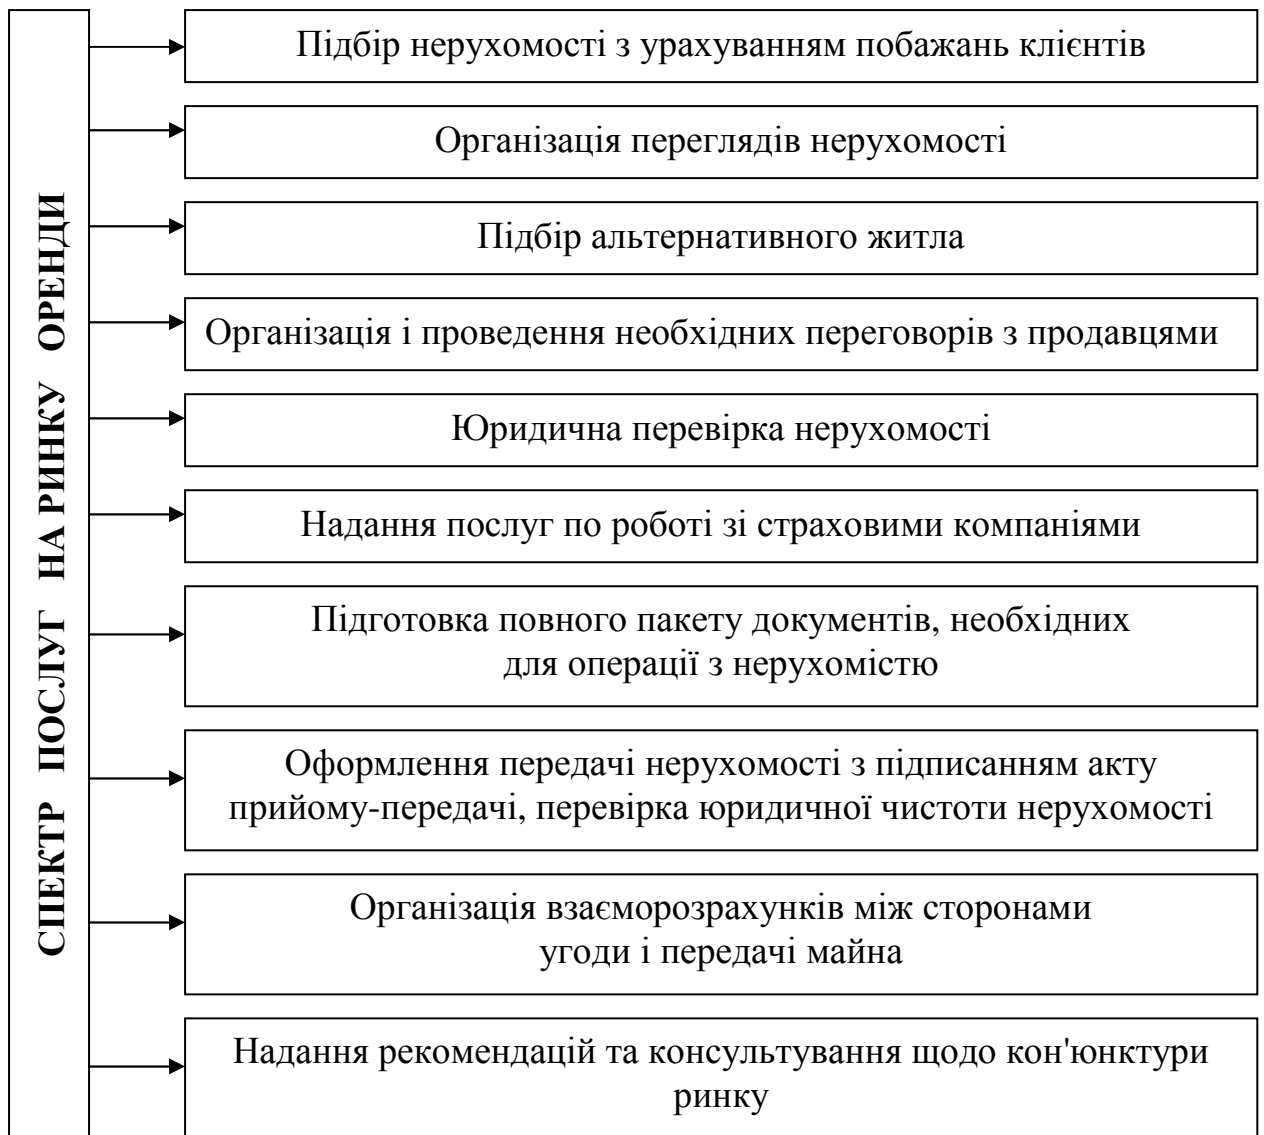 СПЕКТР ПОСЛУГ НА РИНКУ ОРЕНДИ
Підбір нерухомості з урахуванням побажань клієнтів
Організація переглядів нерухомості
Підбір альтернативного житла
Організація і проведення необхідних переговорів з продавцями
Юридична перевірка нерухомості
Надання послуг по роботі зі страховими компаніями
Підготовка повного пакету документів, необхідних
для операції з нерухомістю
Оформлення передачі нерухомості з підписанням акту
прийому-передачі, перевірка юридичної чистоти нерухомості
Організація взаєморозрахунків між сторонами
угоди і передачі майна
Надання рекомендацій та консультування щодо кон'юнктури
ринку